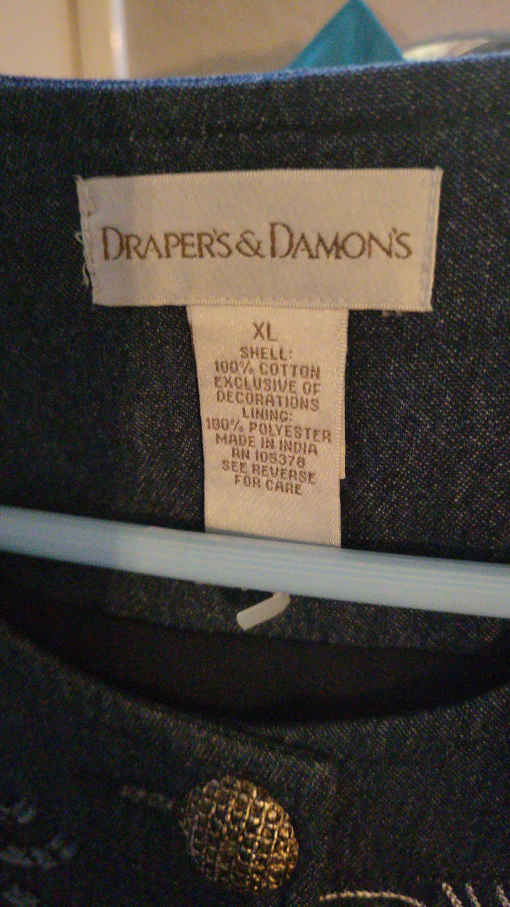 DRAPER'S & DAMON'S
XL
SHELL:
100% COTTON
EXCLUSIVE OF
DECORATIONS
LINING:
100% POLYESTER
MADE IN INDIA
RN 105378
SEE REVERSE
FOR CARE